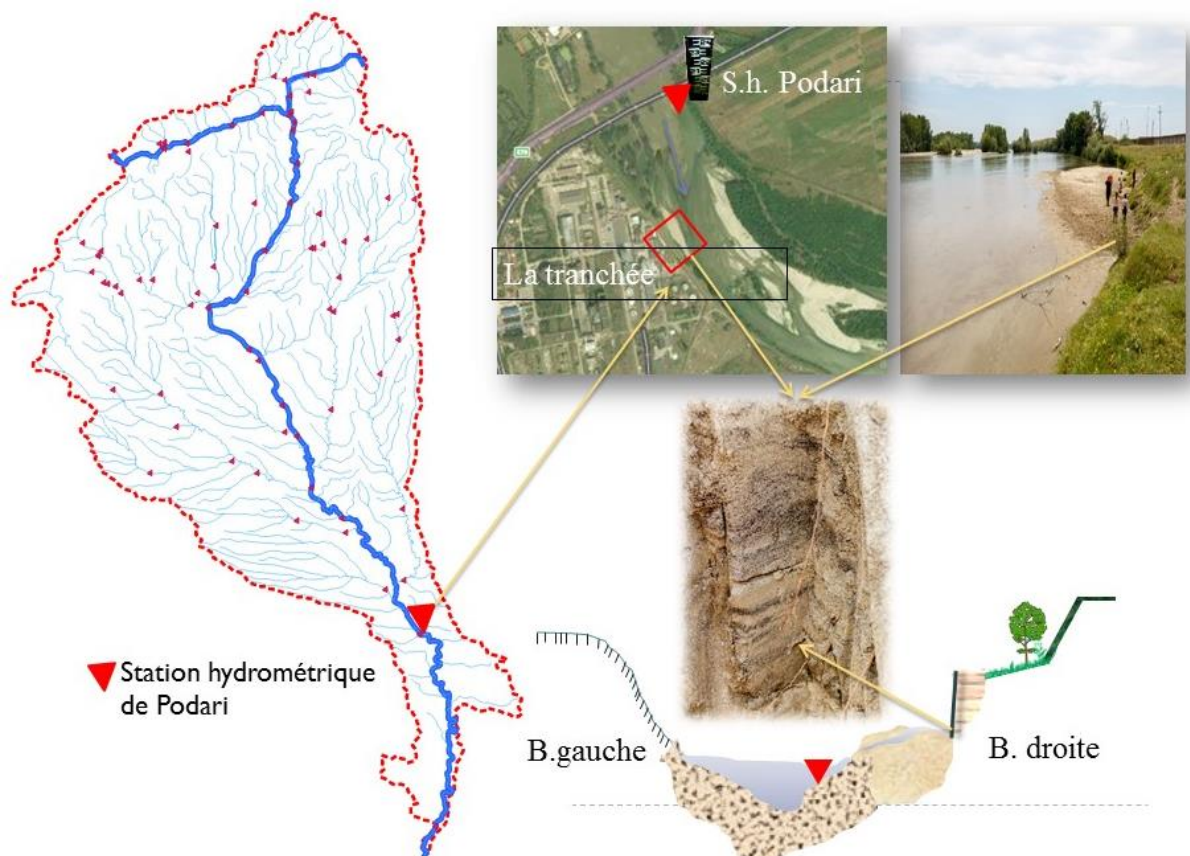 S.h. Podari
La tranchée
Station hydrométrique
de Podari
B.gauche
B. droite